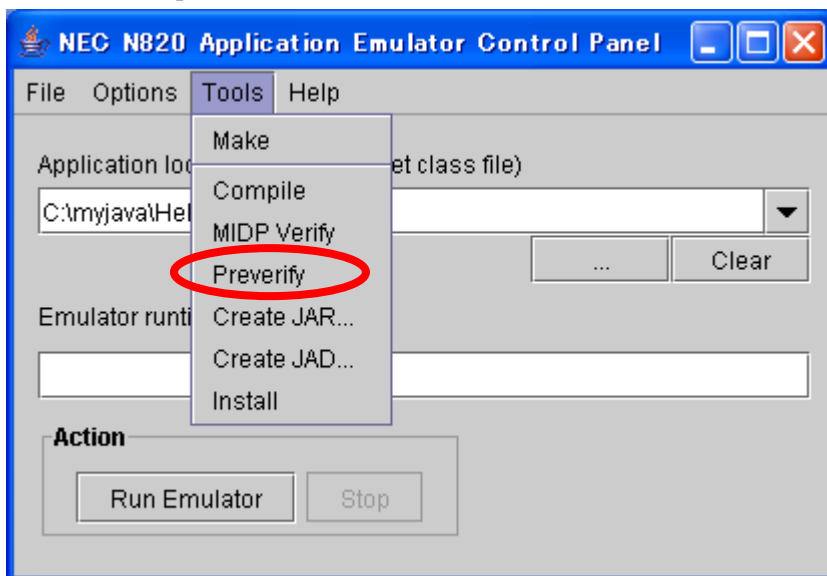 NEC N820 Application Emulator Control Panel
File Options Tools Help
Make
Application loc et class file)
Compile
C:\myjava\Hel
MIDP Verify
... Clear
Preverify
Emulator runti
Create JAR...
Create JAD...
Install
Action
Run Emulator Stop